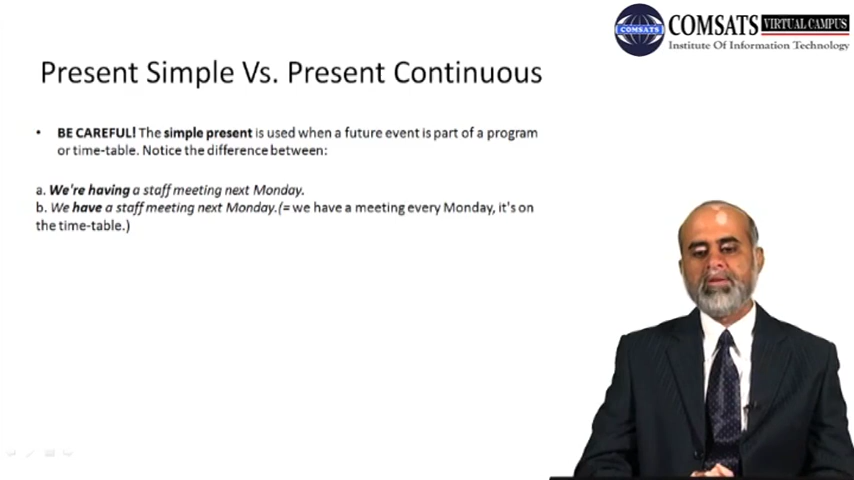 COMSATS VIRTUAL CAMPUS
COMSATS
Institute Of Information Technology
Present Simple Vs. Present Continuous
• BE CAREFUL! The simple present is used when a future event is part of a program
or time-table. Notice the difference between:
a. We're having a staff meeting next Monday.
b. We have a staff meeting next Monday.(= we have a meeting every Monday, it's on
the time-table.)